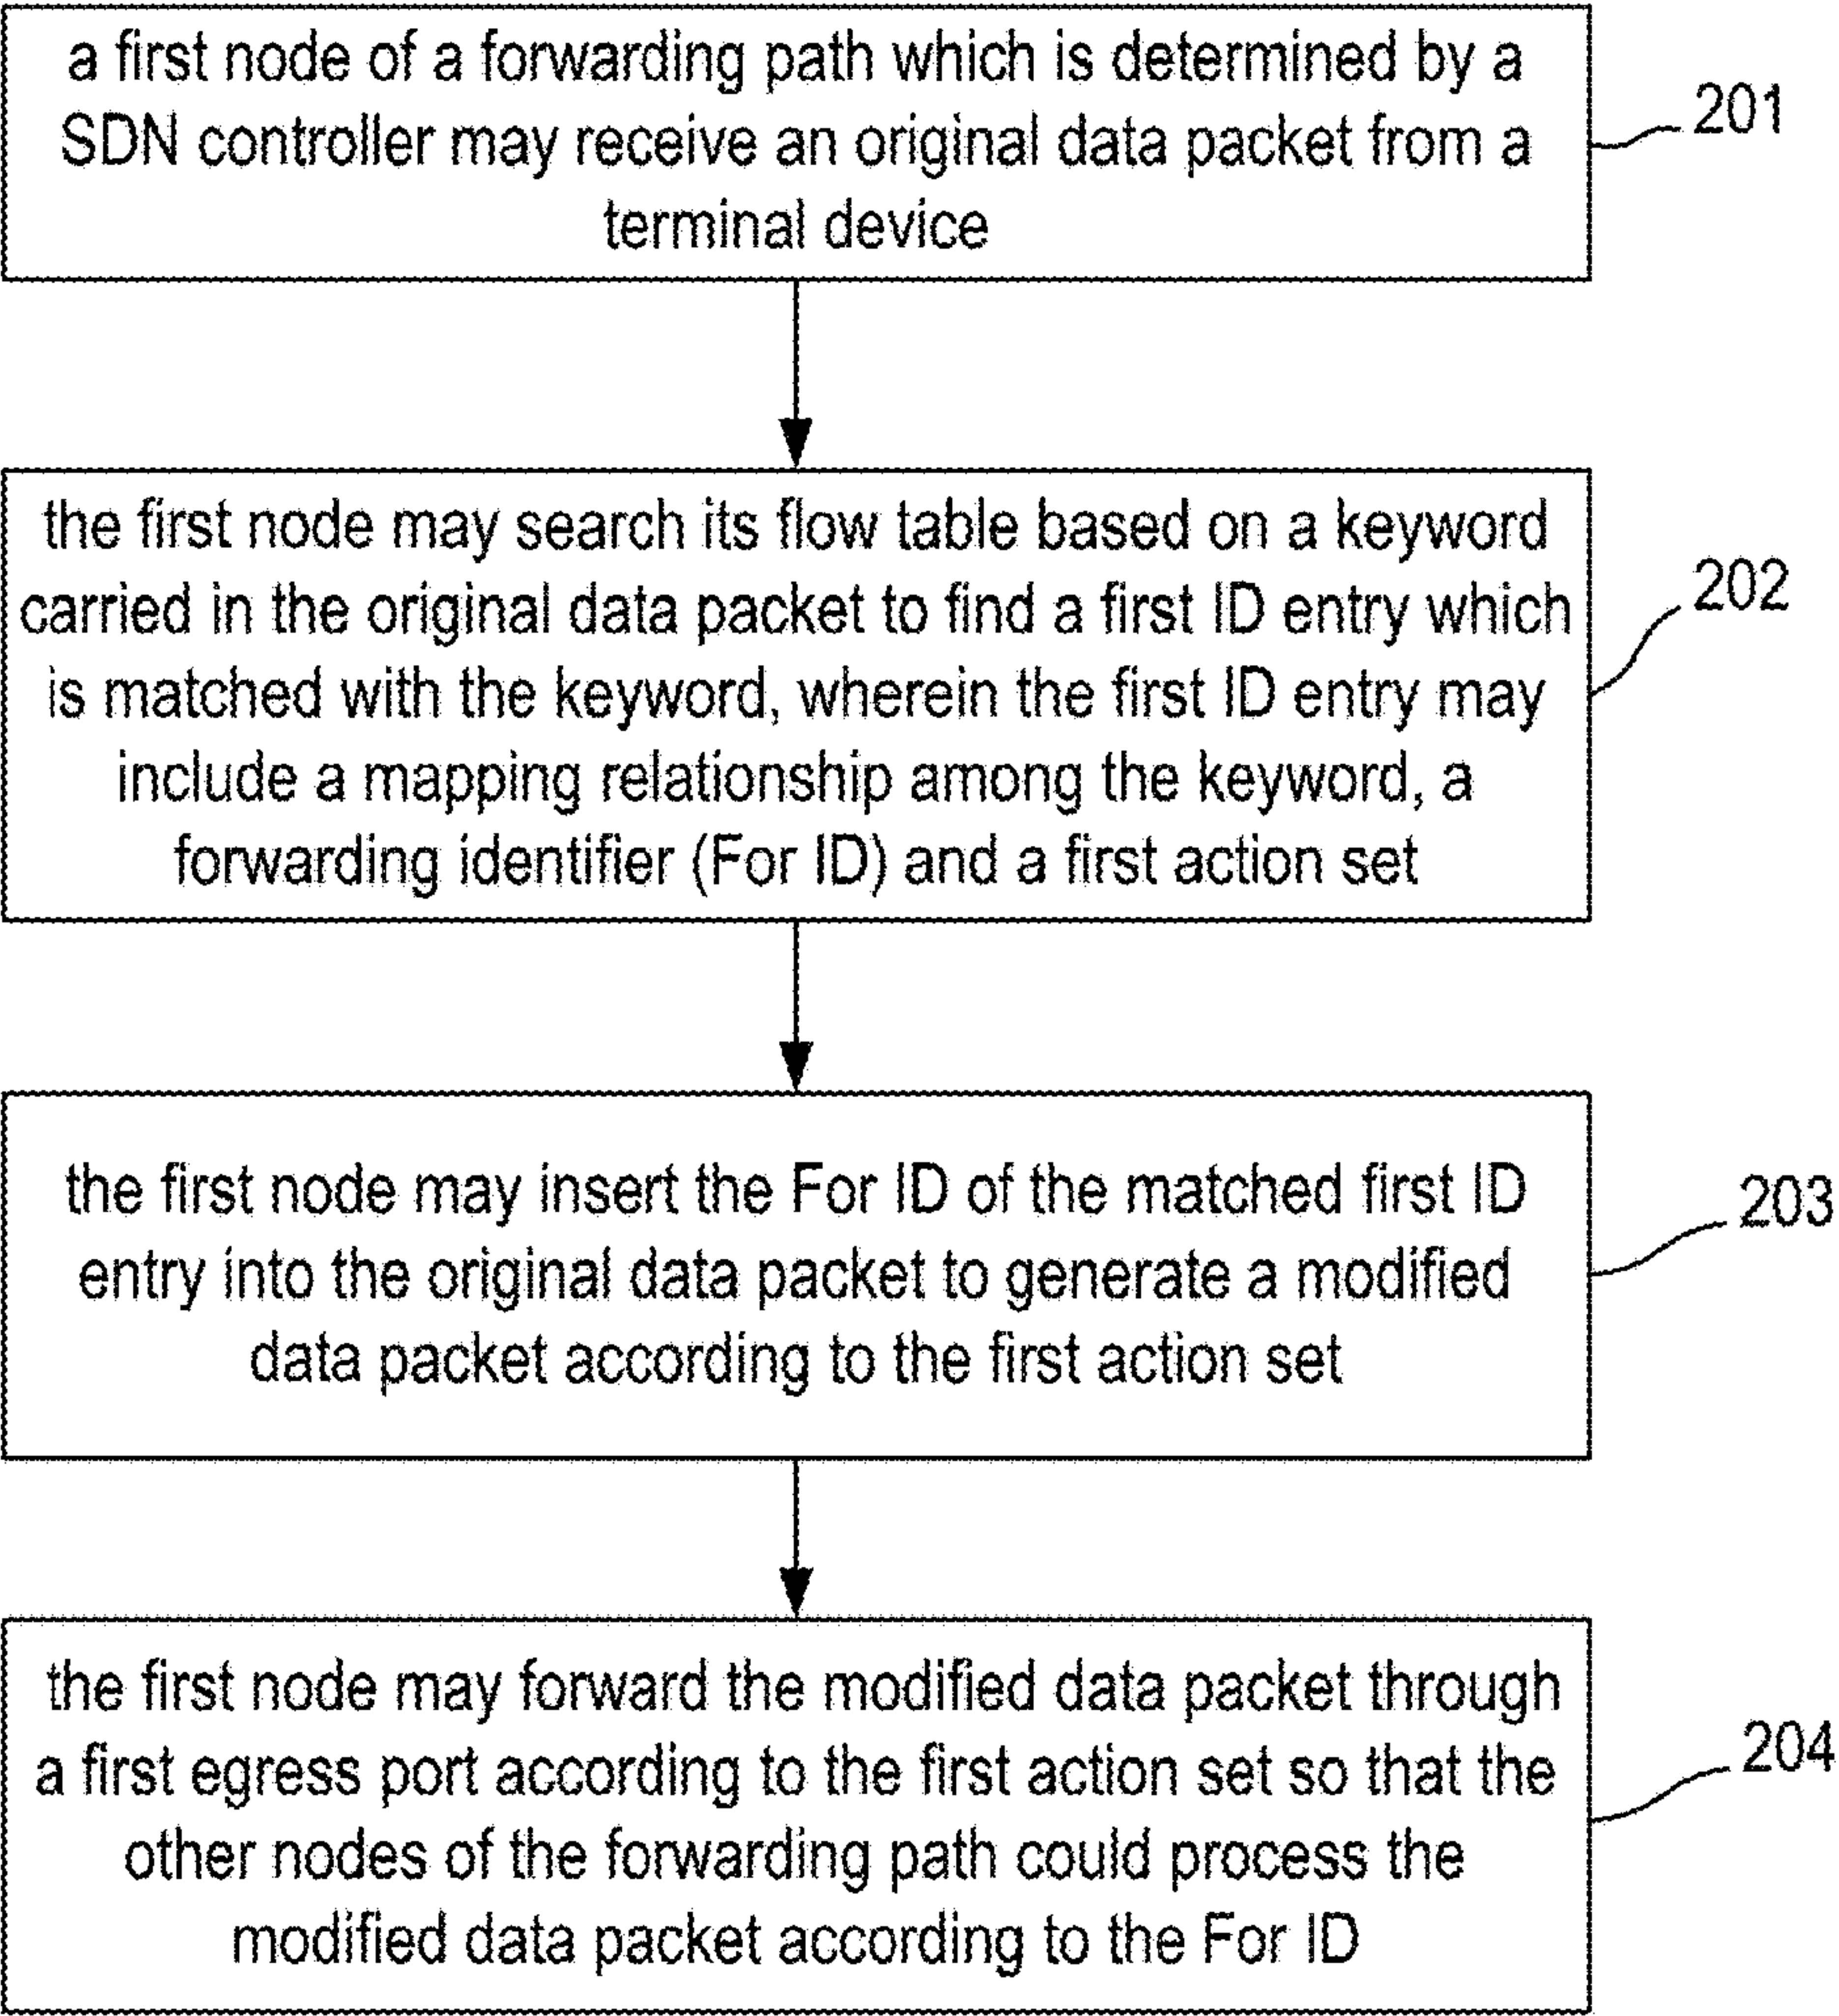 a first node of a forwarding path which is determined by a
SDN controller may receive an original data packet from a
terminal device
201
the first node may search its flow table based on a keyword
carried in the original data packet to find a first ID entry which
is matched with the keyword, wherein the first ID entry may
include a mapping relationship among the keyword, a
forwarding identifier (For ID) and a first action set
202
the first node may insert the For ID of the matched first ID
entry into the original data packet to generate a modified
data packet according to the first action set
203
the first node may forward the modified data packet through
a first egress port according to the first action set so that the
other nodes of the forwarding path could process the
modified data packet according to the For ID
204